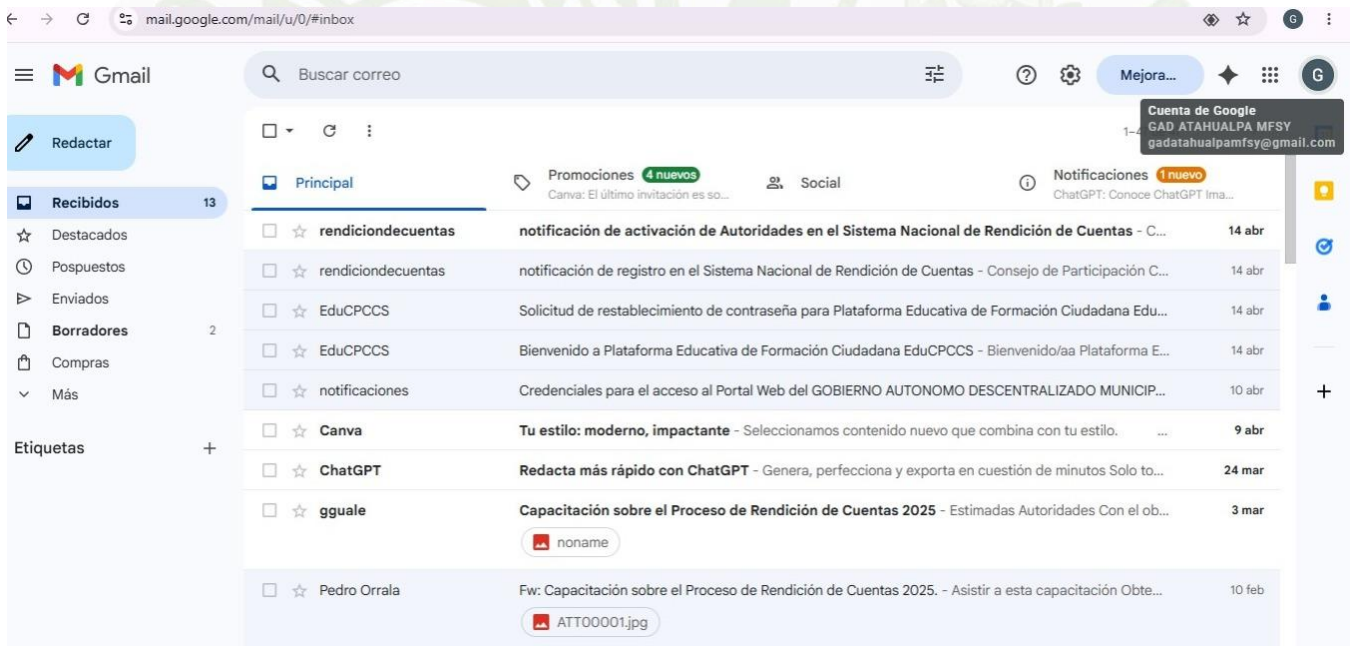 mail.google.com/mail/u/0/#inbox
G
Gmail
Buscar correo
Mejora...
G
Cuenta de Google
GAD ATAHUALPA MFSY
gadatahualpamfsy@gmail.com
Redactar
1–4
Principal
Promociones 4 nuevos
Canva: El último invitación es so...
Social
Notificaciones 1 nuevo
ChatGPT: Conoce ChatGPT Ima...
Recibidos 13
Destacados
Pospuestos
Enviados
Borradores 2
Compras
Más
Etiquetas
rendiciondecuentas notificación de activación de Autoridades en el Sistema Nacional de Rendición de Cuentas - C... 14 abr
rendiciondecuentas notificación de registro en el Sistema Nacional de Rendición de Cuentas - Consejo de Participación C... 14 abr
EduCPCCS Solicitud de restablecimiento de contraseña para Plataforma Educativa de Formación Ciudadana Edu... 14 abr
EduCPCCS Bienvenido a Plataforma Educativa de Formación Ciudadana EduCPCCS - Bienvenido/aa Plataforma E... 14 abr
notificaciones Credenciales para el acceso al Portal Web del GOBIERNO AUTONOMO DESCENTRALIZADO MUNICIP... 10 abr
Canva Tu estilo: moderno, impactante - Seleccionamos contenido nuevo que combina con tu estilo. ... 9 abr
ChatGPT Redacta más rápido con ChatGPT - Genera, perfecciona y exporta en cuestión de minutos Solo to... 24 mar
gguale Capacitación sobre el Proceso de Rendición de Cuentas 2025 - Estimadas Autoridades Con el ob... 3 mar
noname
Pedro Orrala Fw: Capacitación sobre el Proceso de Rendición de Cuentas 2025. - Asistir a esta capacitación Obte... 10 feb
ATT00001.jpg